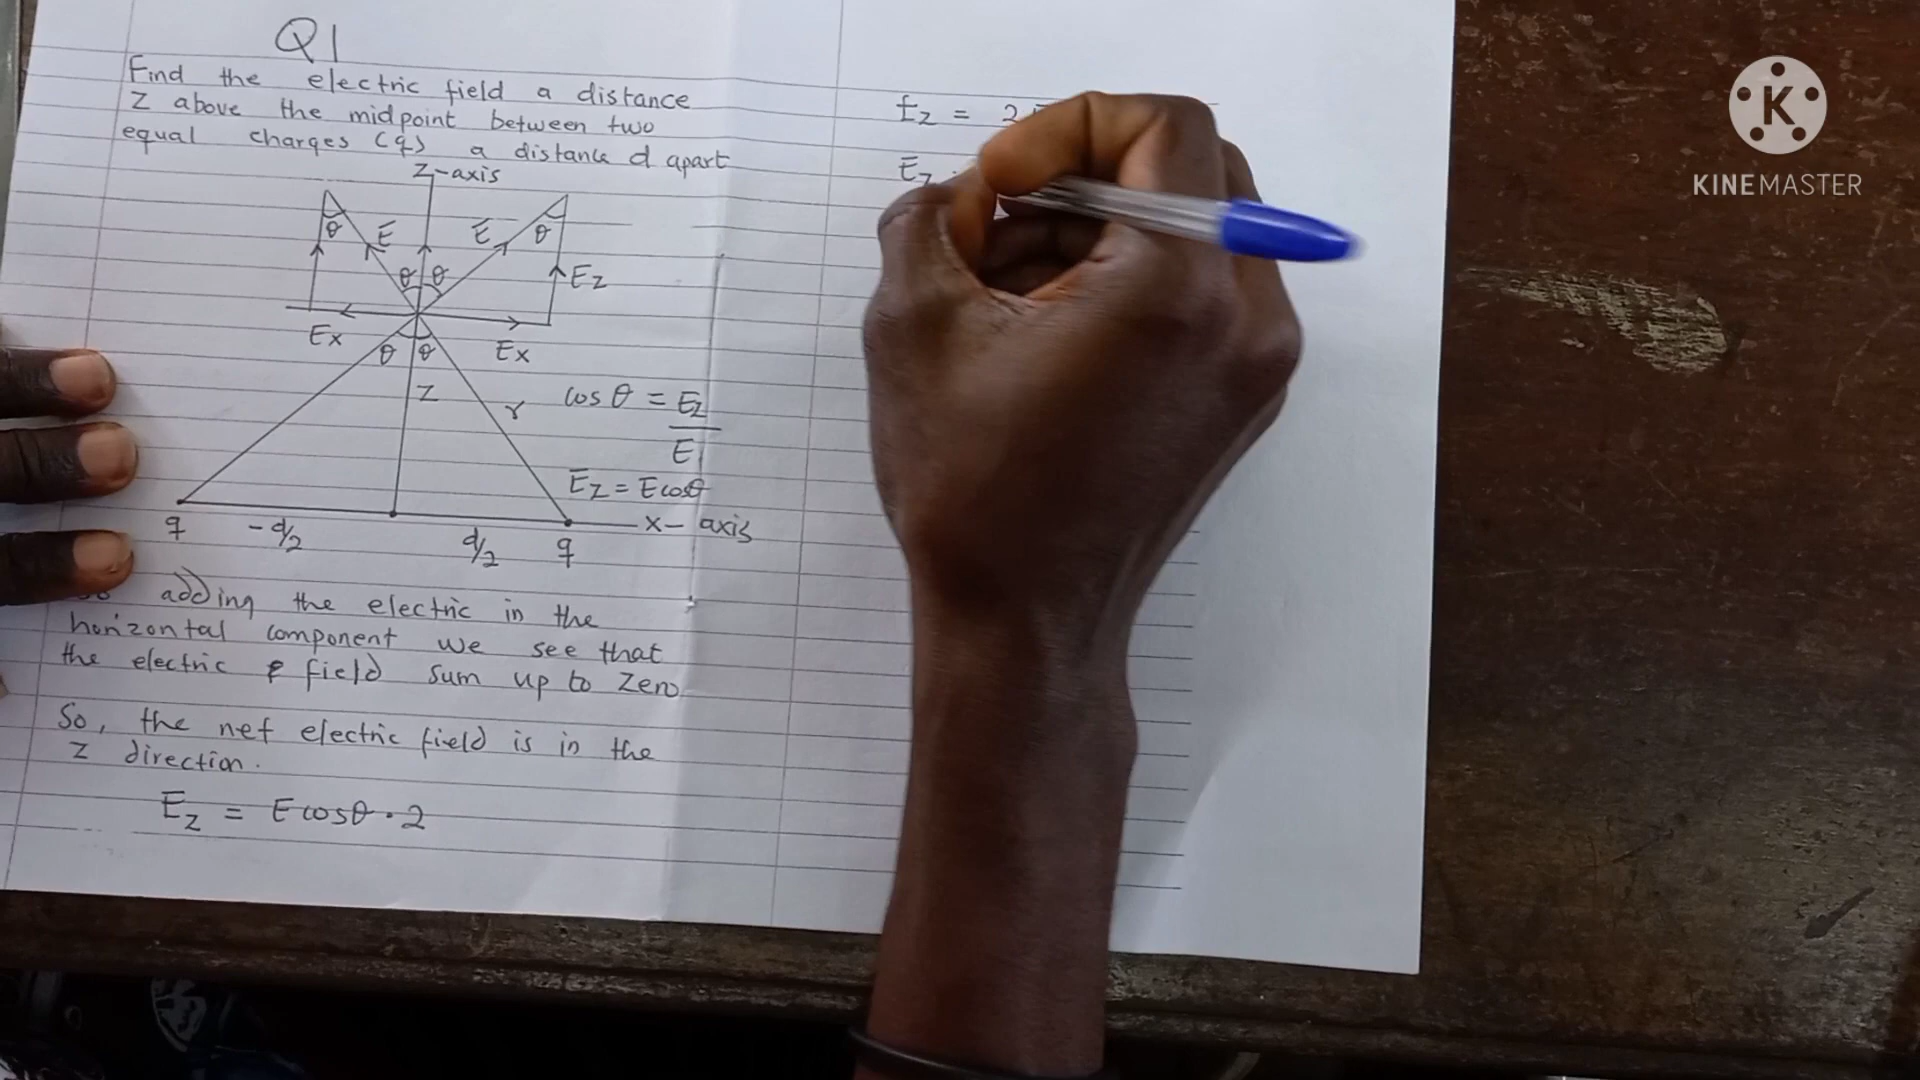 Q1
Find the electric field a distance
Z above the midpoint between two
equal charges (q) a distance d apart
Z-axis
θ E E θ
θ θ
Ez
Ex Ex
θ θ
Z
r
cos θ = Ez
E
Ez = E cosθ
x - axis
q -d/2 d/2 q
adding the electric in the
horizontal component we see that
the electric field sum up to zero
So, the net electric field is in the
Z direction.
Ez = E cosθ . 2
Ez = 2
Ez
KINEMASTER